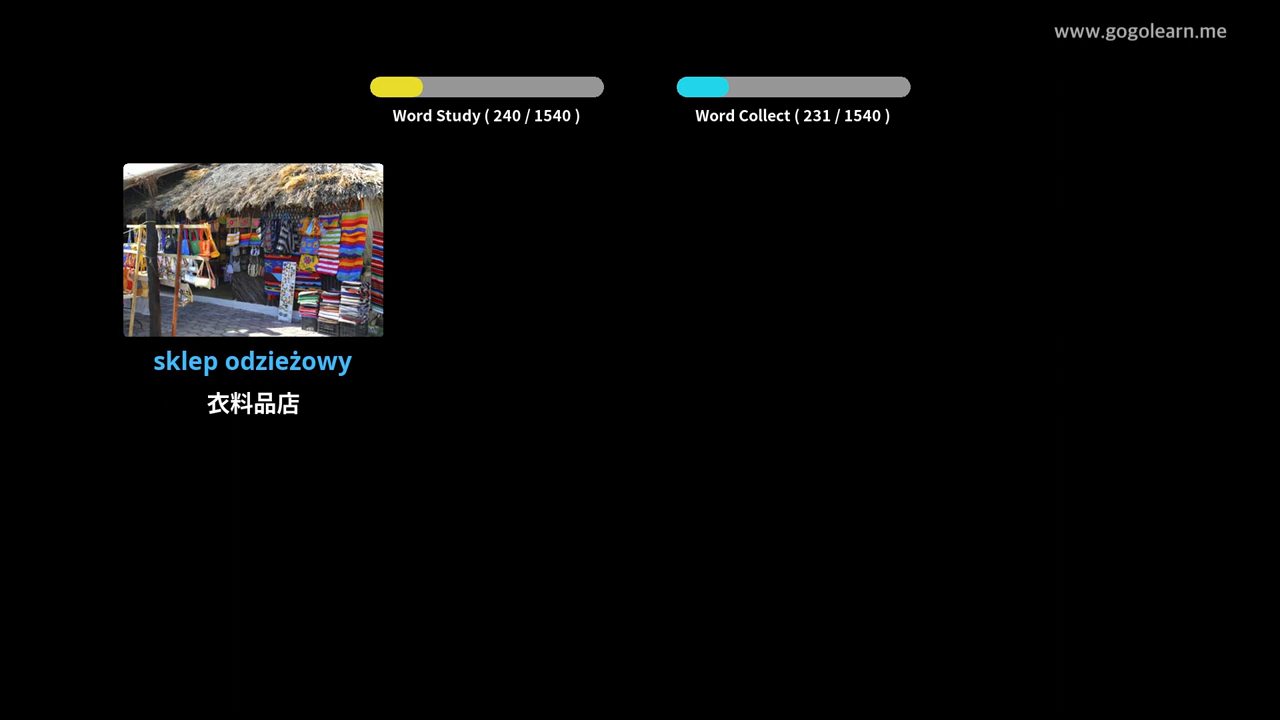 www.gogolearn.me
Word Study ( 240 / 1540 )
Word Collect ( 231 / 1540 )
sklep odzieżowy
衣料品店